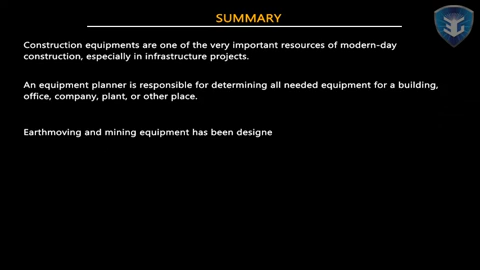 SUMMARY
Construction equipments are one of the very important resources of modern-day
construction, especially in infrastructure projects.
An equipment planner is responsible for determining all needed equipment for a building,
office, company, plant, or other place.
Earthmoving and mining equipment has been designe